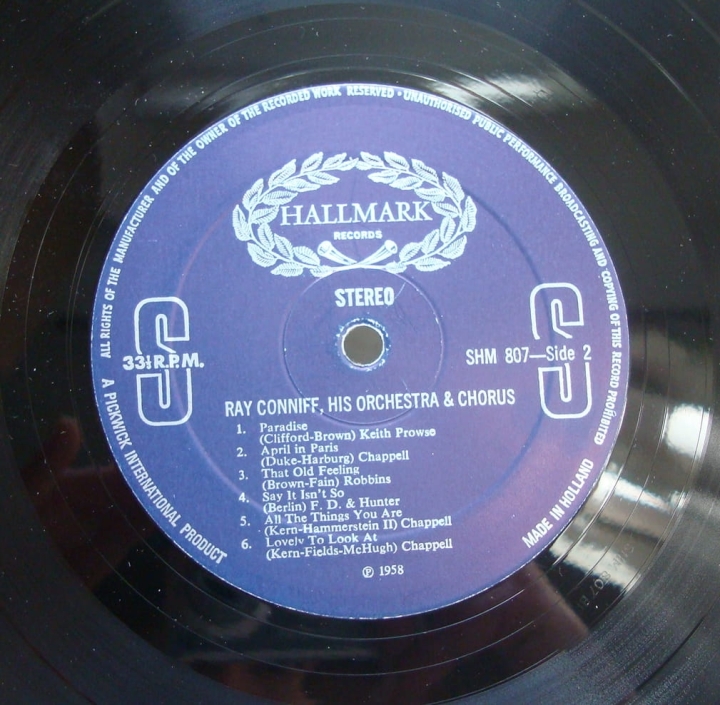 ALL RIGHTS OF THE MANUFACTURER AND OF THE OWNER OF THE RECORDED WORK RESERVED • UNAUTHORISED PUBLIC PERFORMANCE BROADCASTING AND COPYING OF THIS RECORD PROHIBITED
HALLMARK
RECORDS
STEREO
S S
33⅓ R.P.M.
SHM 807—Side 2
RAY CONNIFF, HIS ORCHESTRA & CHORUS
1. Paradise
(Clifford-Brown) Keith Prowse
2. April in Paris
(Duke-Harburg) Chappell
3. That Old Feeling
(Brown-Fain) Robbins
4. Say It Isn't So
(Berlin) F. D. & Hunter
5. All The Things You Are
(Kern-Hammerstein II) Chappell
6. Lovely To Look At
(Kern-Fields-McHugh) Chappell
℗ 1958
A PICKWICK INTERNATIONAL PRODUCT
MADE IN HOLLAND